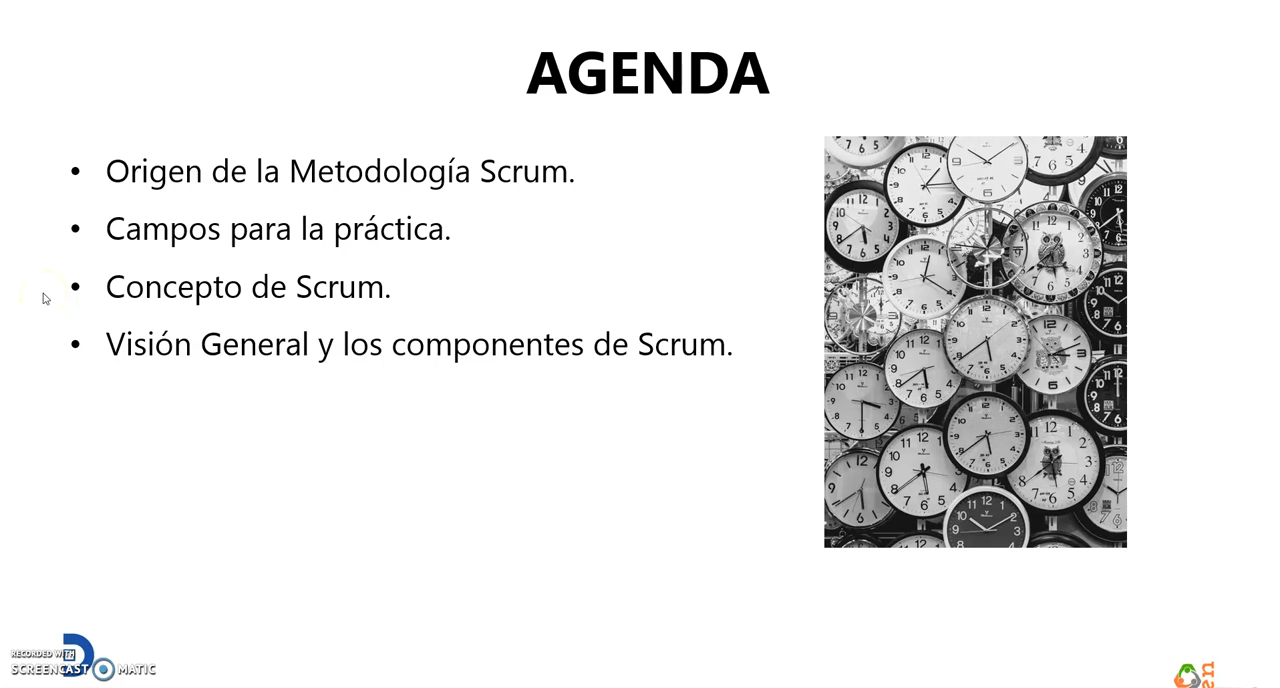 AGENDA
• Origen de la Metodología Scrum.
• Campos para la práctica.
• Concepto de Scrum.
• Visión General y los componentes de Scrum.
RECORDED WITH
SCREENCAST MATIC
en